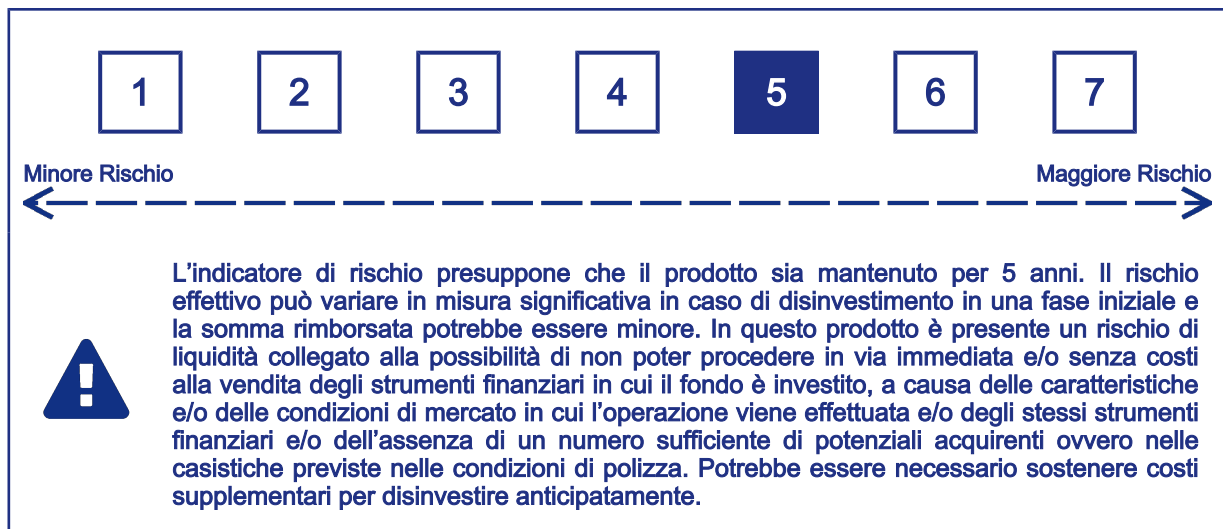 1 2 3 4 5 6 7
Minore Rischio Maggiore Rischio
L'indicatore di rischio presuppone che il prodotto sia mantenuto per 5 anni. Il rischio
effettivo può variare in misura significativa in caso di disinvestimento in una fase iniziale e
la somma rimborsata potrebbe essere minore. In questo prodotto è presente un rischio di
liquidità collegato alla possibilità di non poter procedere in via immediata e/o senza costi
alla vendita degli strumenti finanziari in cui il fondo è investito, a causa delle caratteristiche
e/o delle condizioni di mercato in cui l'operazione viene effettuata e/o degli stessi strumenti
finanziari e/o dell'assenza di un numero sufficiente di potenziali acquirenti ovvero nelle
casistiche previste nelle condizioni di polizza. Potrebbe essere necessario sostenere costi
supplementari per disinvestire anticipatamente.